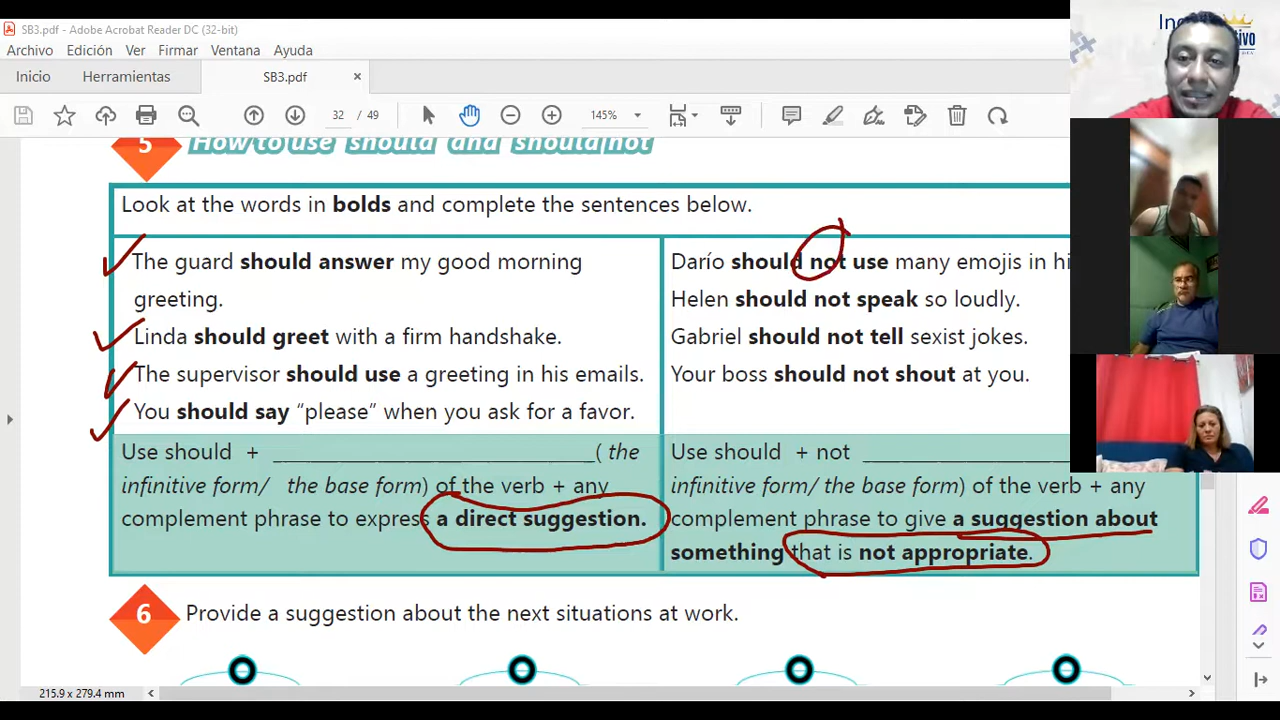 SB3.pdf - Adobe Acrobat Reader DC (32-bit)
Archivo Edición Ver Firmar Ventana Ayuda
Inicio Herramientas SB3.pdf ×
32 / 49 145%
5 How to use should and should not
Look at the words in bolds and complete the sentences below.
The guard should answer my good morning
greeting.
Linda should greet with a firm handshake.
The supervisor should use a greeting in his emails.
You should say “please” when you ask for a favor.
Darío should not use many emojis in
Helen should not speak so loudly.
Gabriel should not tell sexist jokes.
Your boss should not shout at you.
Use should + ______________________________( the
infinitive form/ the base form) of the verb + any
complement phrase to express a direct suggestion.
Use should + not ____________________
infinitive form/ the base form) of the verb + any
complement phrase to give a suggestion about
something that is not appropriate.
6 Provide a suggestion about the next situations at work.
215.9 x 279.4 mm